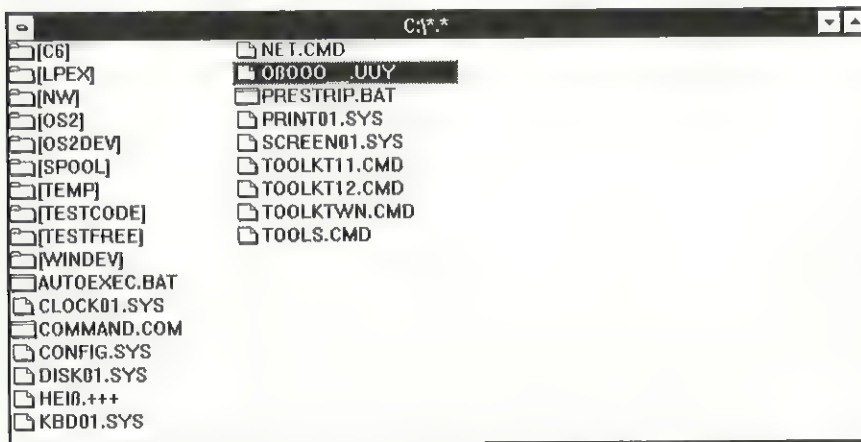 C:\*.*
[C6]
[LPEX]
[NW]
[OS2]
[OS2DEV]
[SPOOL]
[TEMP]
[TESTCODE]
[TESTFREE]
[WINDEV]
AUTOEXEC.BAT
CLOCK01.SYS
COMMAND.COM
CONFIG.SYS
DISK01.SYS
HEIß.+++
KBD01.SYS
NET.CMD
OßOOO .UUY
PRESTRIP.BAT
PRINT01.SYS
SCREEN01.SYS
TOOLKT11.CMD
TOOLKT12.CMD
TOOLKTWN.CMD
TOOLS.CMD